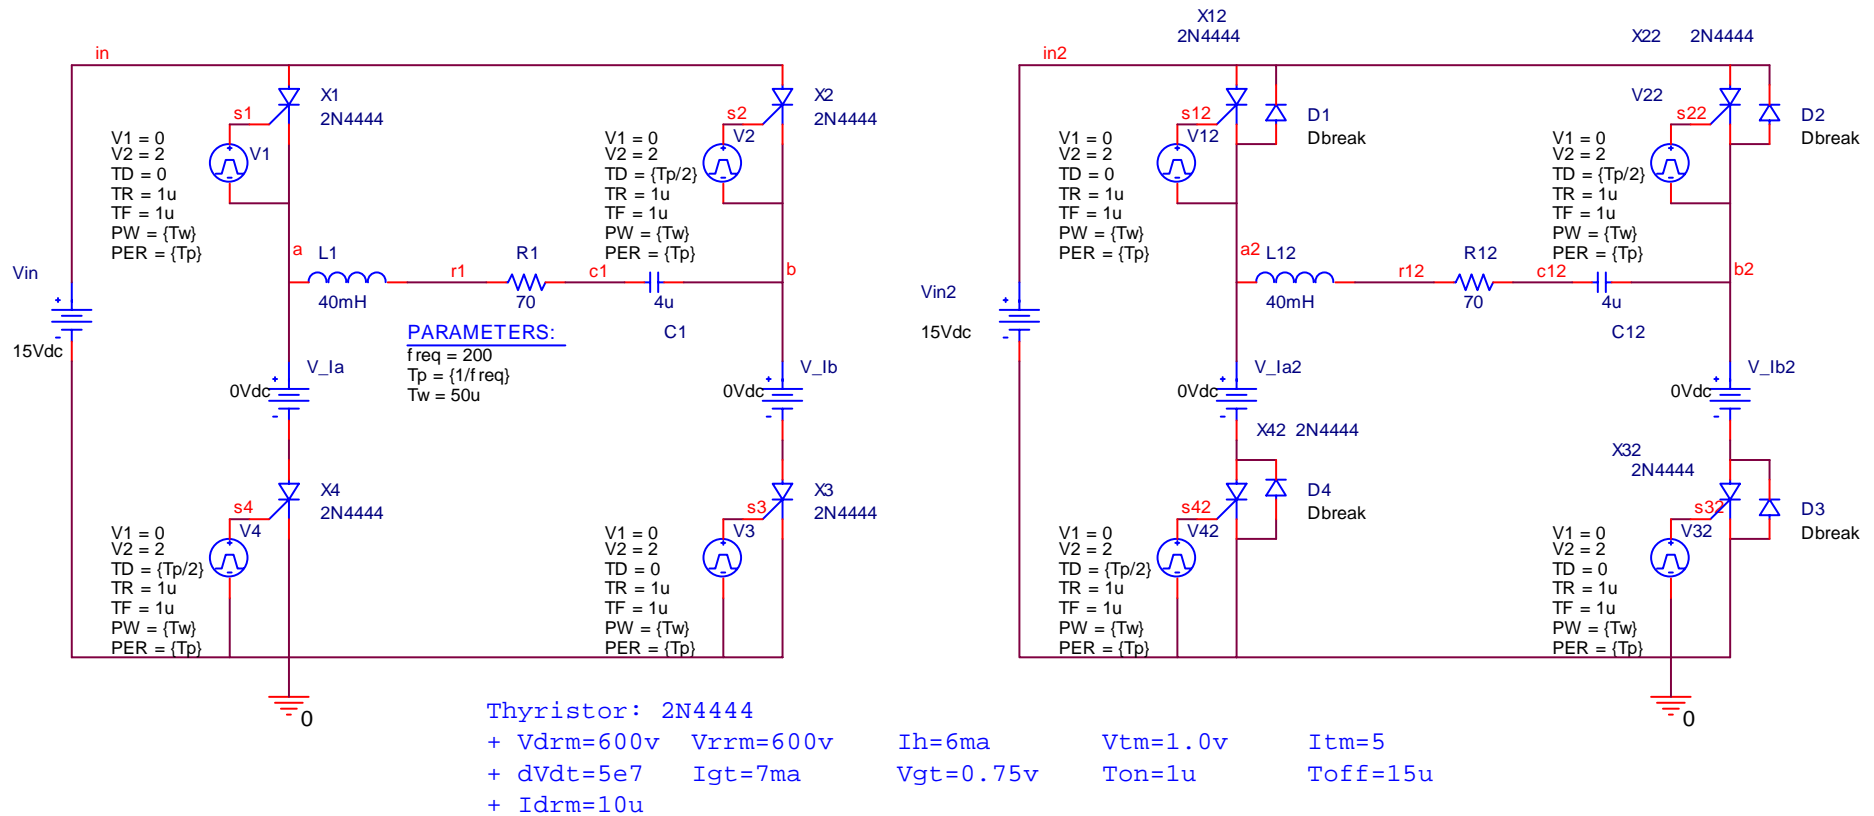 in
X1
2N4444
s1
V1 = 0
V2 = 2
TD = 0
TR = 1u
TF = 1u
PW = {Tw}
PER = {Tp}
V1
X2
2N4444
s2
V1 = 0
V2 = 2
TD = {Tp/2}
TR = 1u
TF = 1u
PW = {Tw}
PER = {Tp}
V2
a
L1
40mH
r1
R1
70
c1
4u
C1
b
Vin
+
-
15Vdc
PARAMETERS:
freq = 200
Tp = {1/freq}
Tw = 50u
V_Ia
+
0Vdc
-
V_Ib
+
0Vdc
-
X4
2N4444
s4
V1 = 0
V2 = 2
TD = {Tp/2}
TR = 1u
TF = 1u
PW = {Tw}
PER = {Tp}
V4
X3
2N4444
s3
V1 = 0
V2 = 2
TD = 0
TR = 1u
TF = 1u
PW = {Tw}
PER = {Tp}
V3
0
in2
X12
2N4444
s12
V1 = 0
V2 = 2
TD = 0
TR = 1u
TF = 1u
PW = {Tw}
PER = {Tp}
V12
D1
Dbreak
X22 2N4444
V22
s22
V1 = 0
V2 = 2
TD = {Tp/2}
TR = 1u
TF = 1u
PW = {Tw}
PER = {Tp}
D2
Dbreak
a2
L12
40mH
r12
R12
70
c12
4u
C12
b2
Vin2
+
-
15Vdc
V_Ia2
+
0Vdc
-
V_Ib2
+
0Vdc
-
X42 2N4444
s42
V1 = 0
V2 = 2
TD = {Tp/2}
TR = 1u
TF = 1u
PW = {Tw}
PER = {Tp}
V42
D4
Dbreak
X32
2N4444
s32
V1 = 0
V2 = 2
TD = 0
TR = 1u
TF = 1u
PW = {Tw}
PER = {Tp}
V32
D3
Dbreak
0
Thyristor: 2N4444
+ Vdrm=600v Vrrm=600v Ih=6ma Vtm=1.0v Itm=5
+ dVdt=5e7 Igt=7ma Vgt=0.75v Ton=1u Toff=15u
+ Idrm=10u